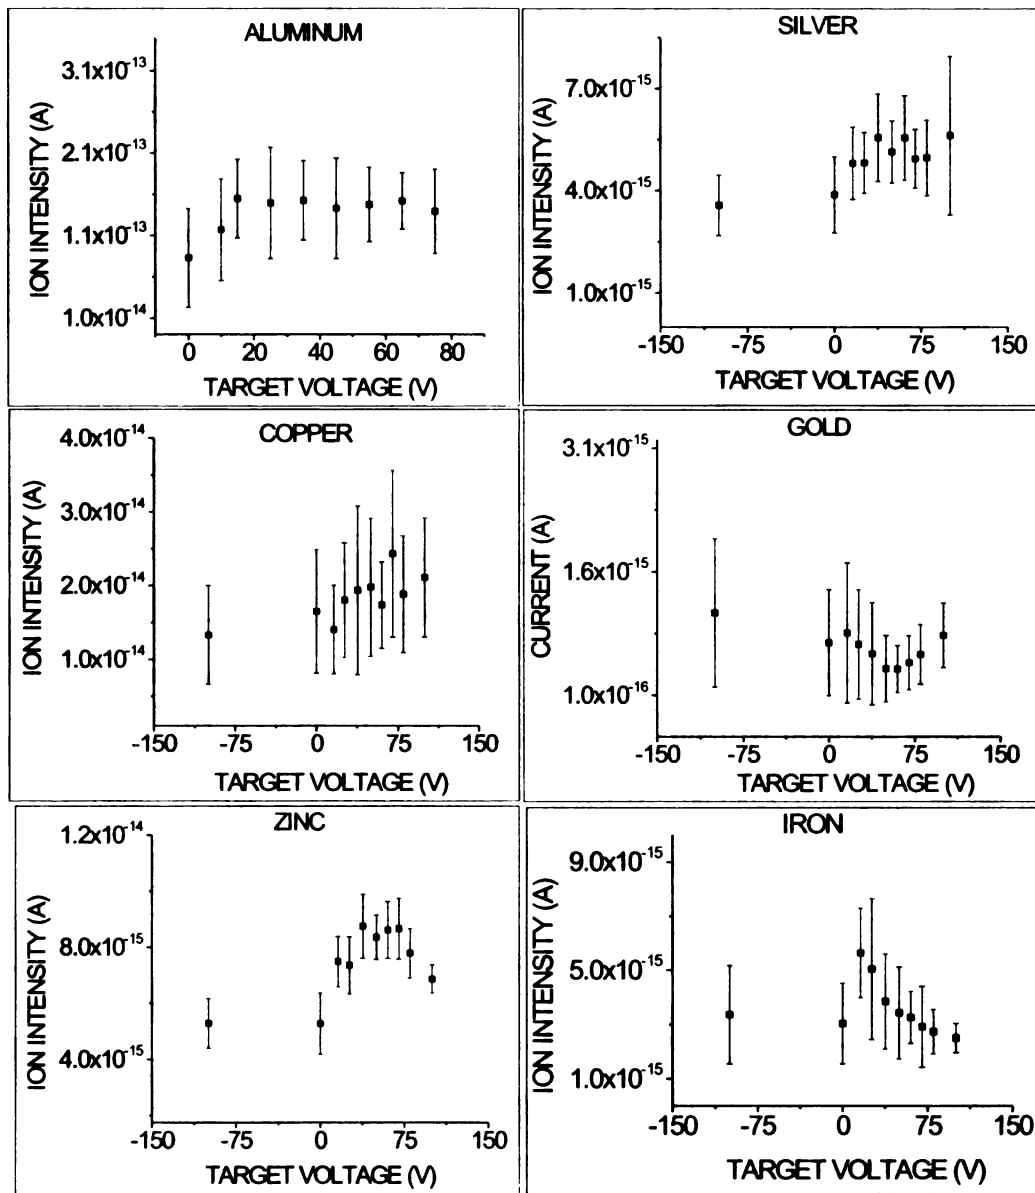 ALUMINUM
ION INTENSITY (A)
3.1x10⁻¹³
2.1x10⁻¹³
1.1x10⁻¹³
1.0x10⁻¹⁴
0 20 40 60 80
TARGET VOLTAGE (V)
SILVER
ION INTENSITY (A)
7.0x10⁻¹⁵
4.0x10⁻¹⁵
1.0x10⁻¹⁵
-150 -75 0 75 150
TARGET VOLTAGE (V)
COPPER
ION INTENSITY (A)
4.0x10⁻¹⁴
3.0x10⁻¹⁴
2.0x10⁻¹⁴
1.0x10⁻¹⁴
-150 -75 0 75 150
TARGET VOLTAGE (V)
GOLD
CURRENT (A)
3.1x10⁻¹⁵
1.6x10⁻¹⁵
1.0x10⁻¹⁶
-150 -75 0 75 150
TARGET VOLTAGE (V)
ZINC
ION INTENSITY (A)
1.2x10⁻¹⁴
8.0x10⁻¹⁵
4.0x10⁻¹⁵
-150 -75 0 75 150
TARGET VOLTAGE (V)
IRON
ION INTENSITY (A)
9.0x10⁻¹⁵
5.0x10⁻¹⁵
1.0x10⁻¹⁵
-150 -75 0 75 150
TARGET VOLTAGE (V)